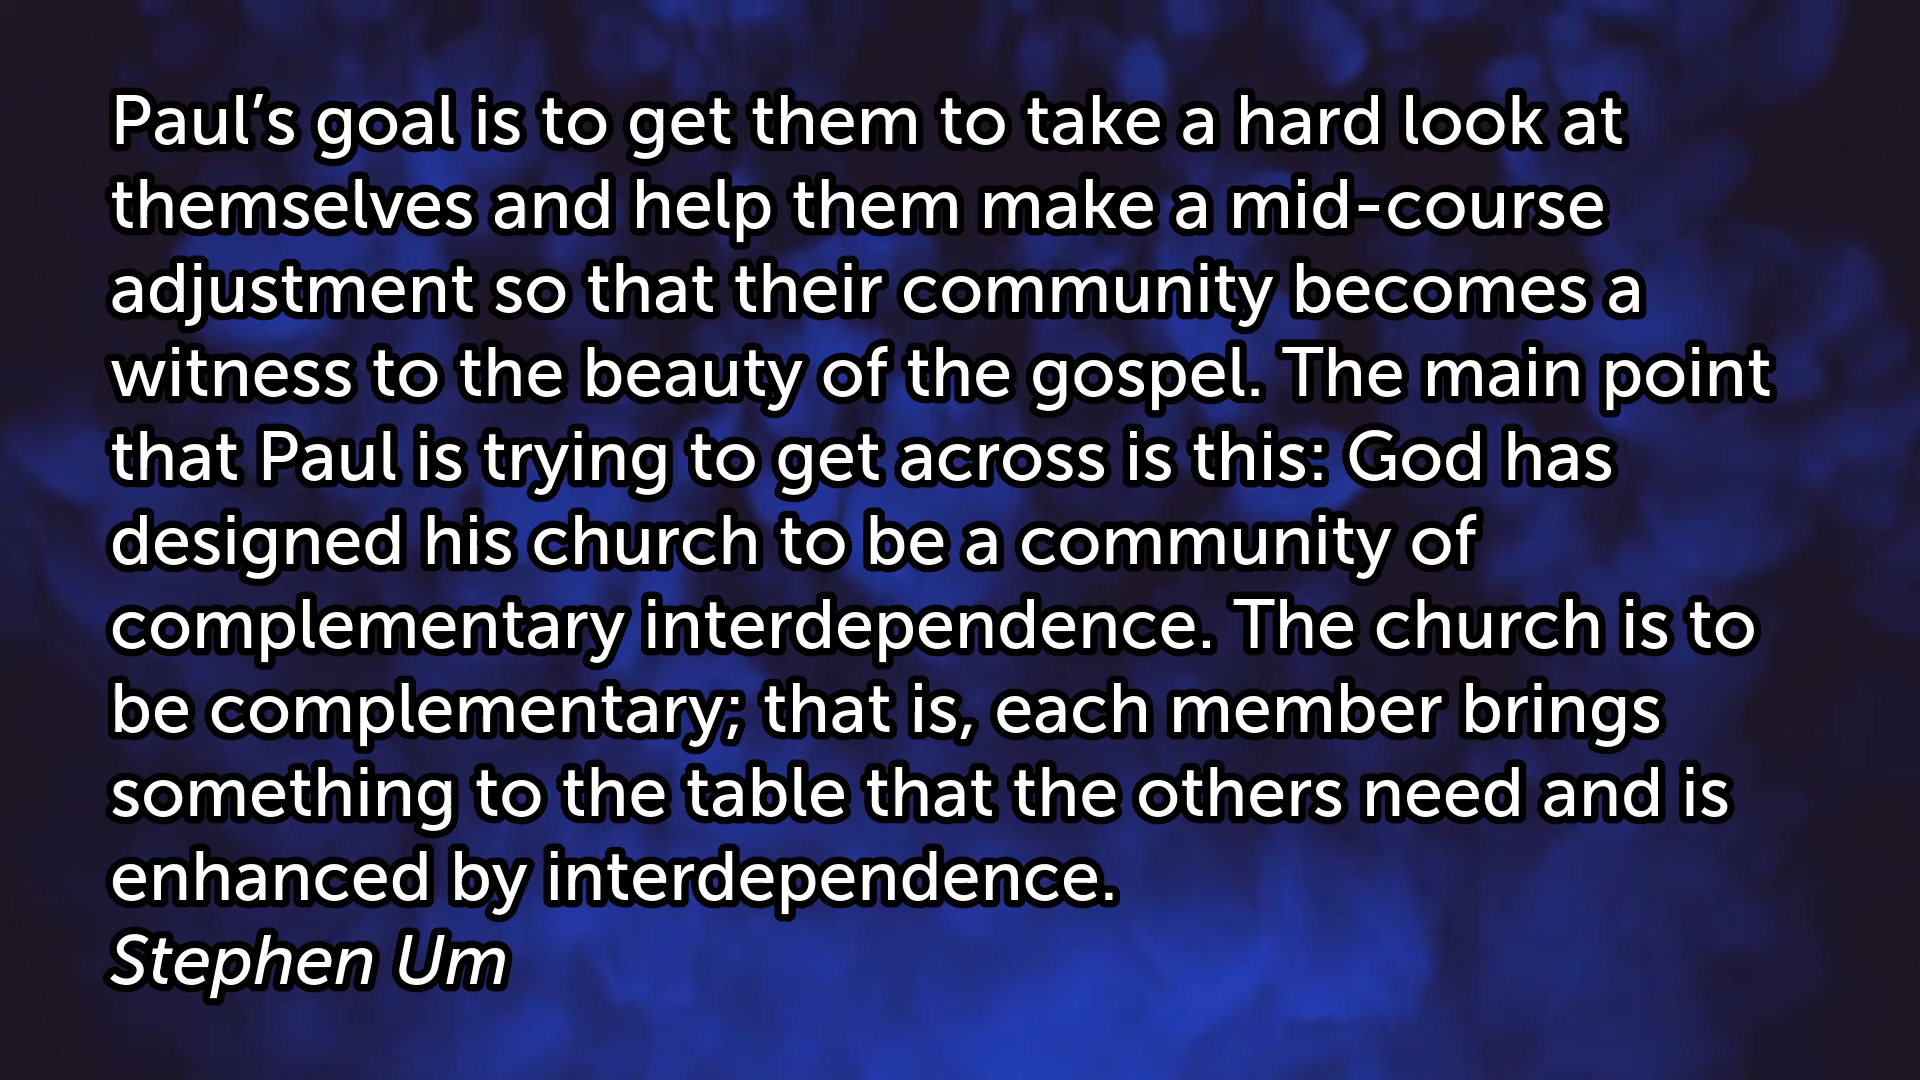 Paul’s goal is to get them to take a hard look at
themselves and help them make a mid-course
adjustment so that their community becomes a
witness to the beauty of the gospel. The main point
that Paul is trying to get across is this: God has
designed his church to be a community of
complementary interdependence. The church is to
be complementary; that is, each member brings
something to the table that the others need and is
enhanced by interdependence.
Stephen Um